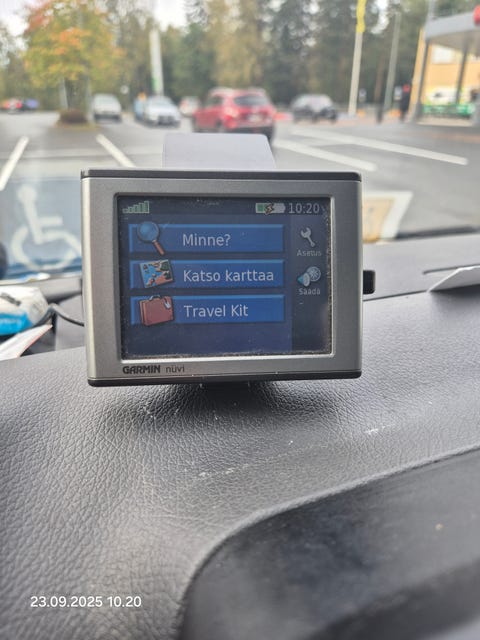 10:20
Minne?
Asetus
Katso karttaa
Säädä
Travel Kit
GARMIN nüvi
23.09.2025 10.20